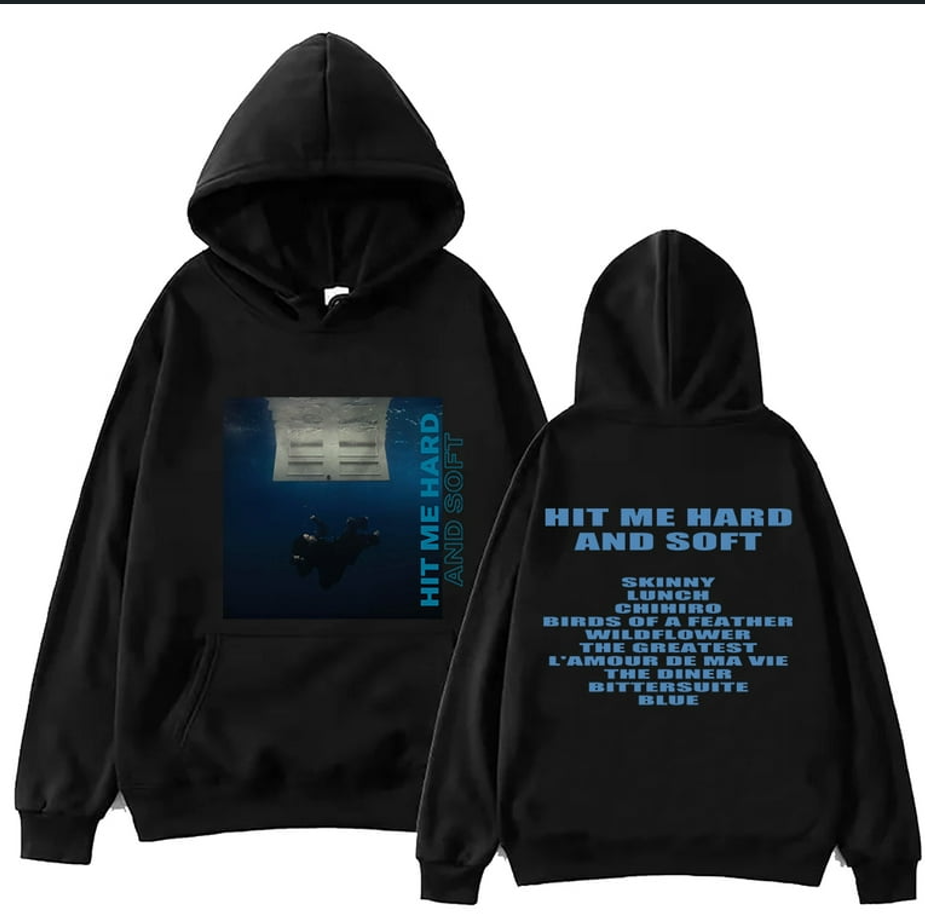 HIT ME HARD
AND SOFT
HIT ME HARD
AND SOFT
SKINNY
LUNCH
CHIHIRO
BIRDS OF A FEATHER
WILDFLOWER
THE GREATEST
L'AMOUR DE MA VIE
THE DINER
BITTERSUITE
BLUE